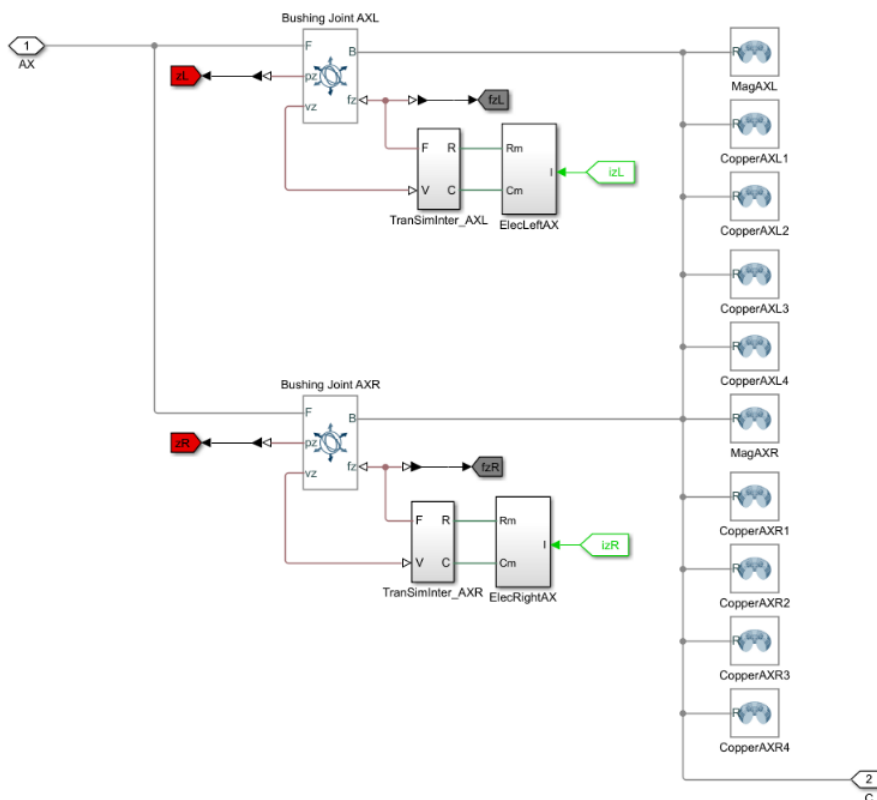 Bushing Joint AXL
1
AX
F
B
pz
vz
fz
zL
fzL
F R
V C
TranSimInter_AXL
Rm
Cm
I
ElecLeftAX
izL
R
MagAXL
R
CopperAXL1
R
CopperAXL2
R
CopperAXL3
R
CopperAXL4
Bushing Joint AXR
F
B
pz
vz
fz
zR
fzR
F R
V C
TranSimInter_AXR
Rm
Cm
I
ElecRightAX
izR
R
MagAXR
R
CopperAXR1
R
CopperAXR2
R
CopperAXR3
R
CopperAXR4
2
C